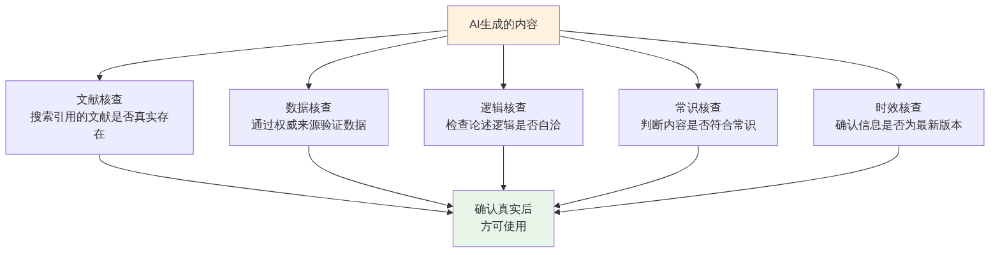 AI生成的内容
文献核查
搜索引用的文献是否真实存
在
数据核查
通过权威来源验证数据
逻辑核查
检查论述逻辑是否自洽
常识核查
判断内容是否符合常识
时效核查
确认信息是否为最新版本
确认真实后
方可使用